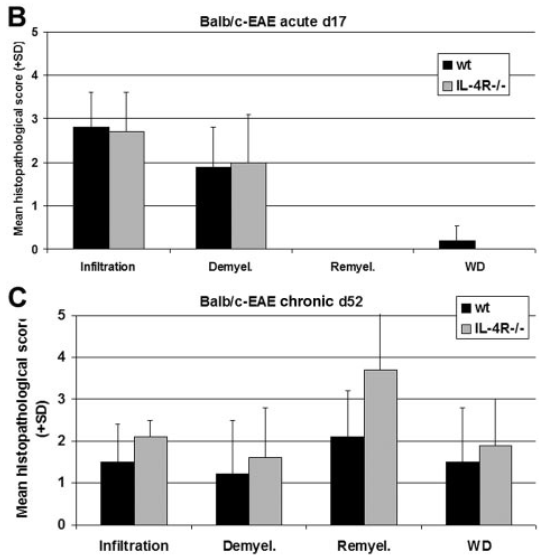 B
Balb/c-EAE acute d17
Mean histopathological score (+SD)
5
4
3
2
1
0
wt
IL-4R-/-
Infiltration Demyel. Remyel. WD
C
Balb/c-EAE chronic d52
Mean histopathological score
(+SD)
5
4
3
2
1
0
wt
IL-4R-/-
Infiltration Demyel. Remyel. WD